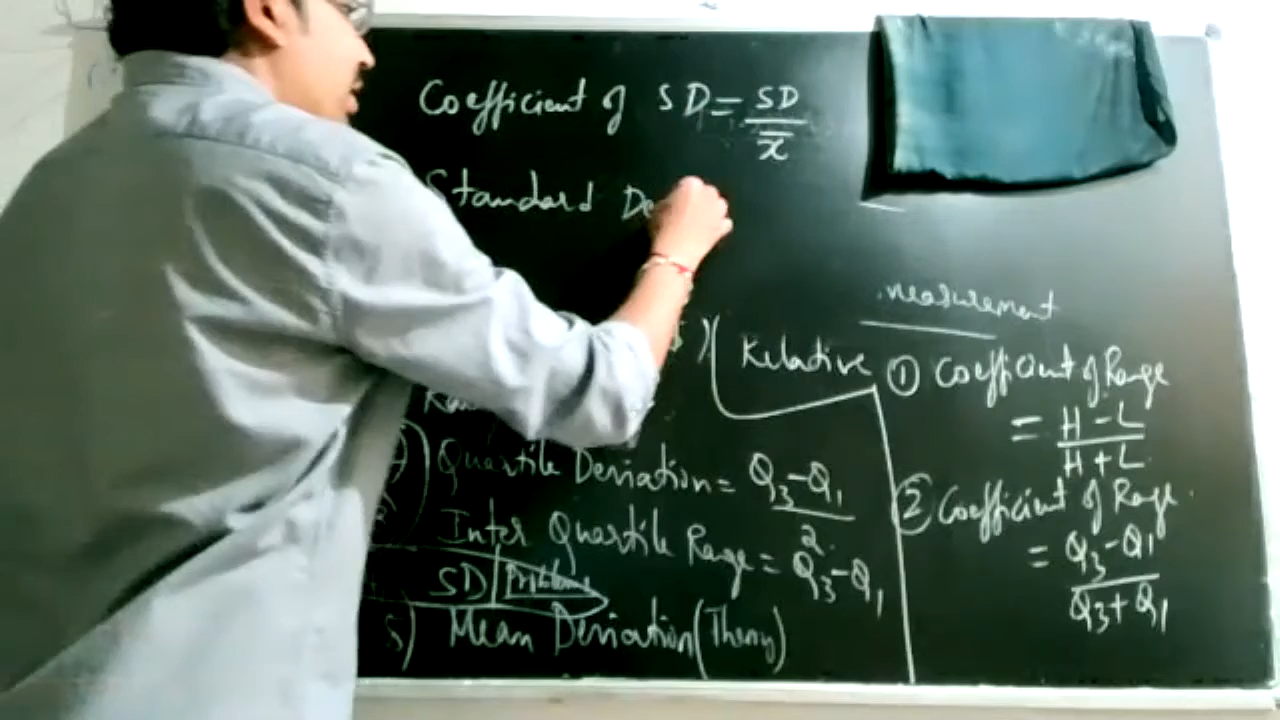 Coefficient of SD = SD / x̅
Standard De
measurement
Relative
① Coefficient of Range
= H - L / H + L
Quartile Deviation = Q3 - Q1 / 2
② Coefficient of Range.
= Q3 - Q1 / Q3 + Q1
Inter Quartile Range = Q3 - Q1
SD | Problems
5) Mean Deviation (Theory)